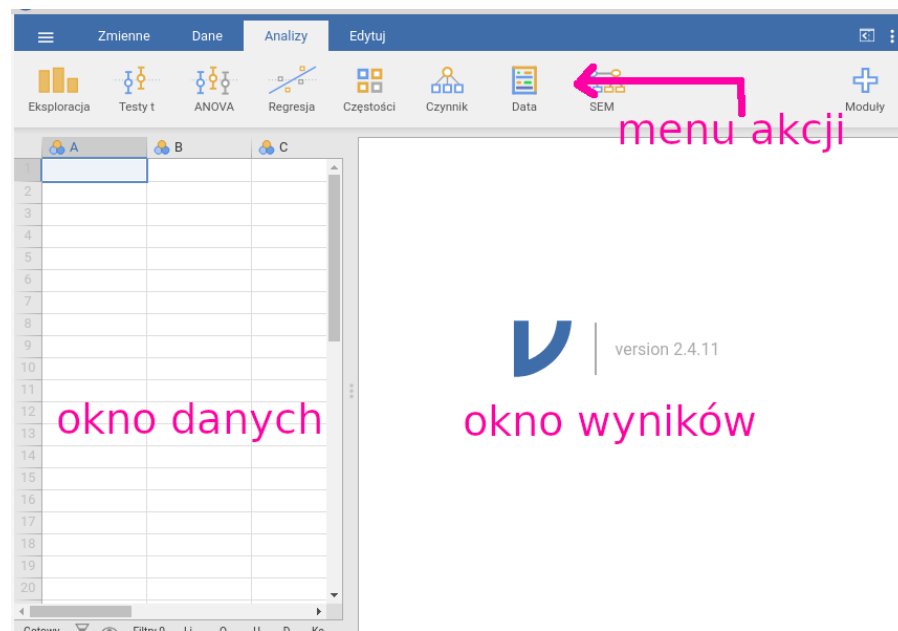 Zmienne Dane Analizy Edytuj
Eksploracja Testy t ANOVA Regresja Częstości Czynnik Data SEM Moduły
menu akcji
A B C
1
2
3
4
5
6
7
8
9
10
11
12
13
14
15
16
17
18
19
20
version 2.4.11
okno danych
okno wyników